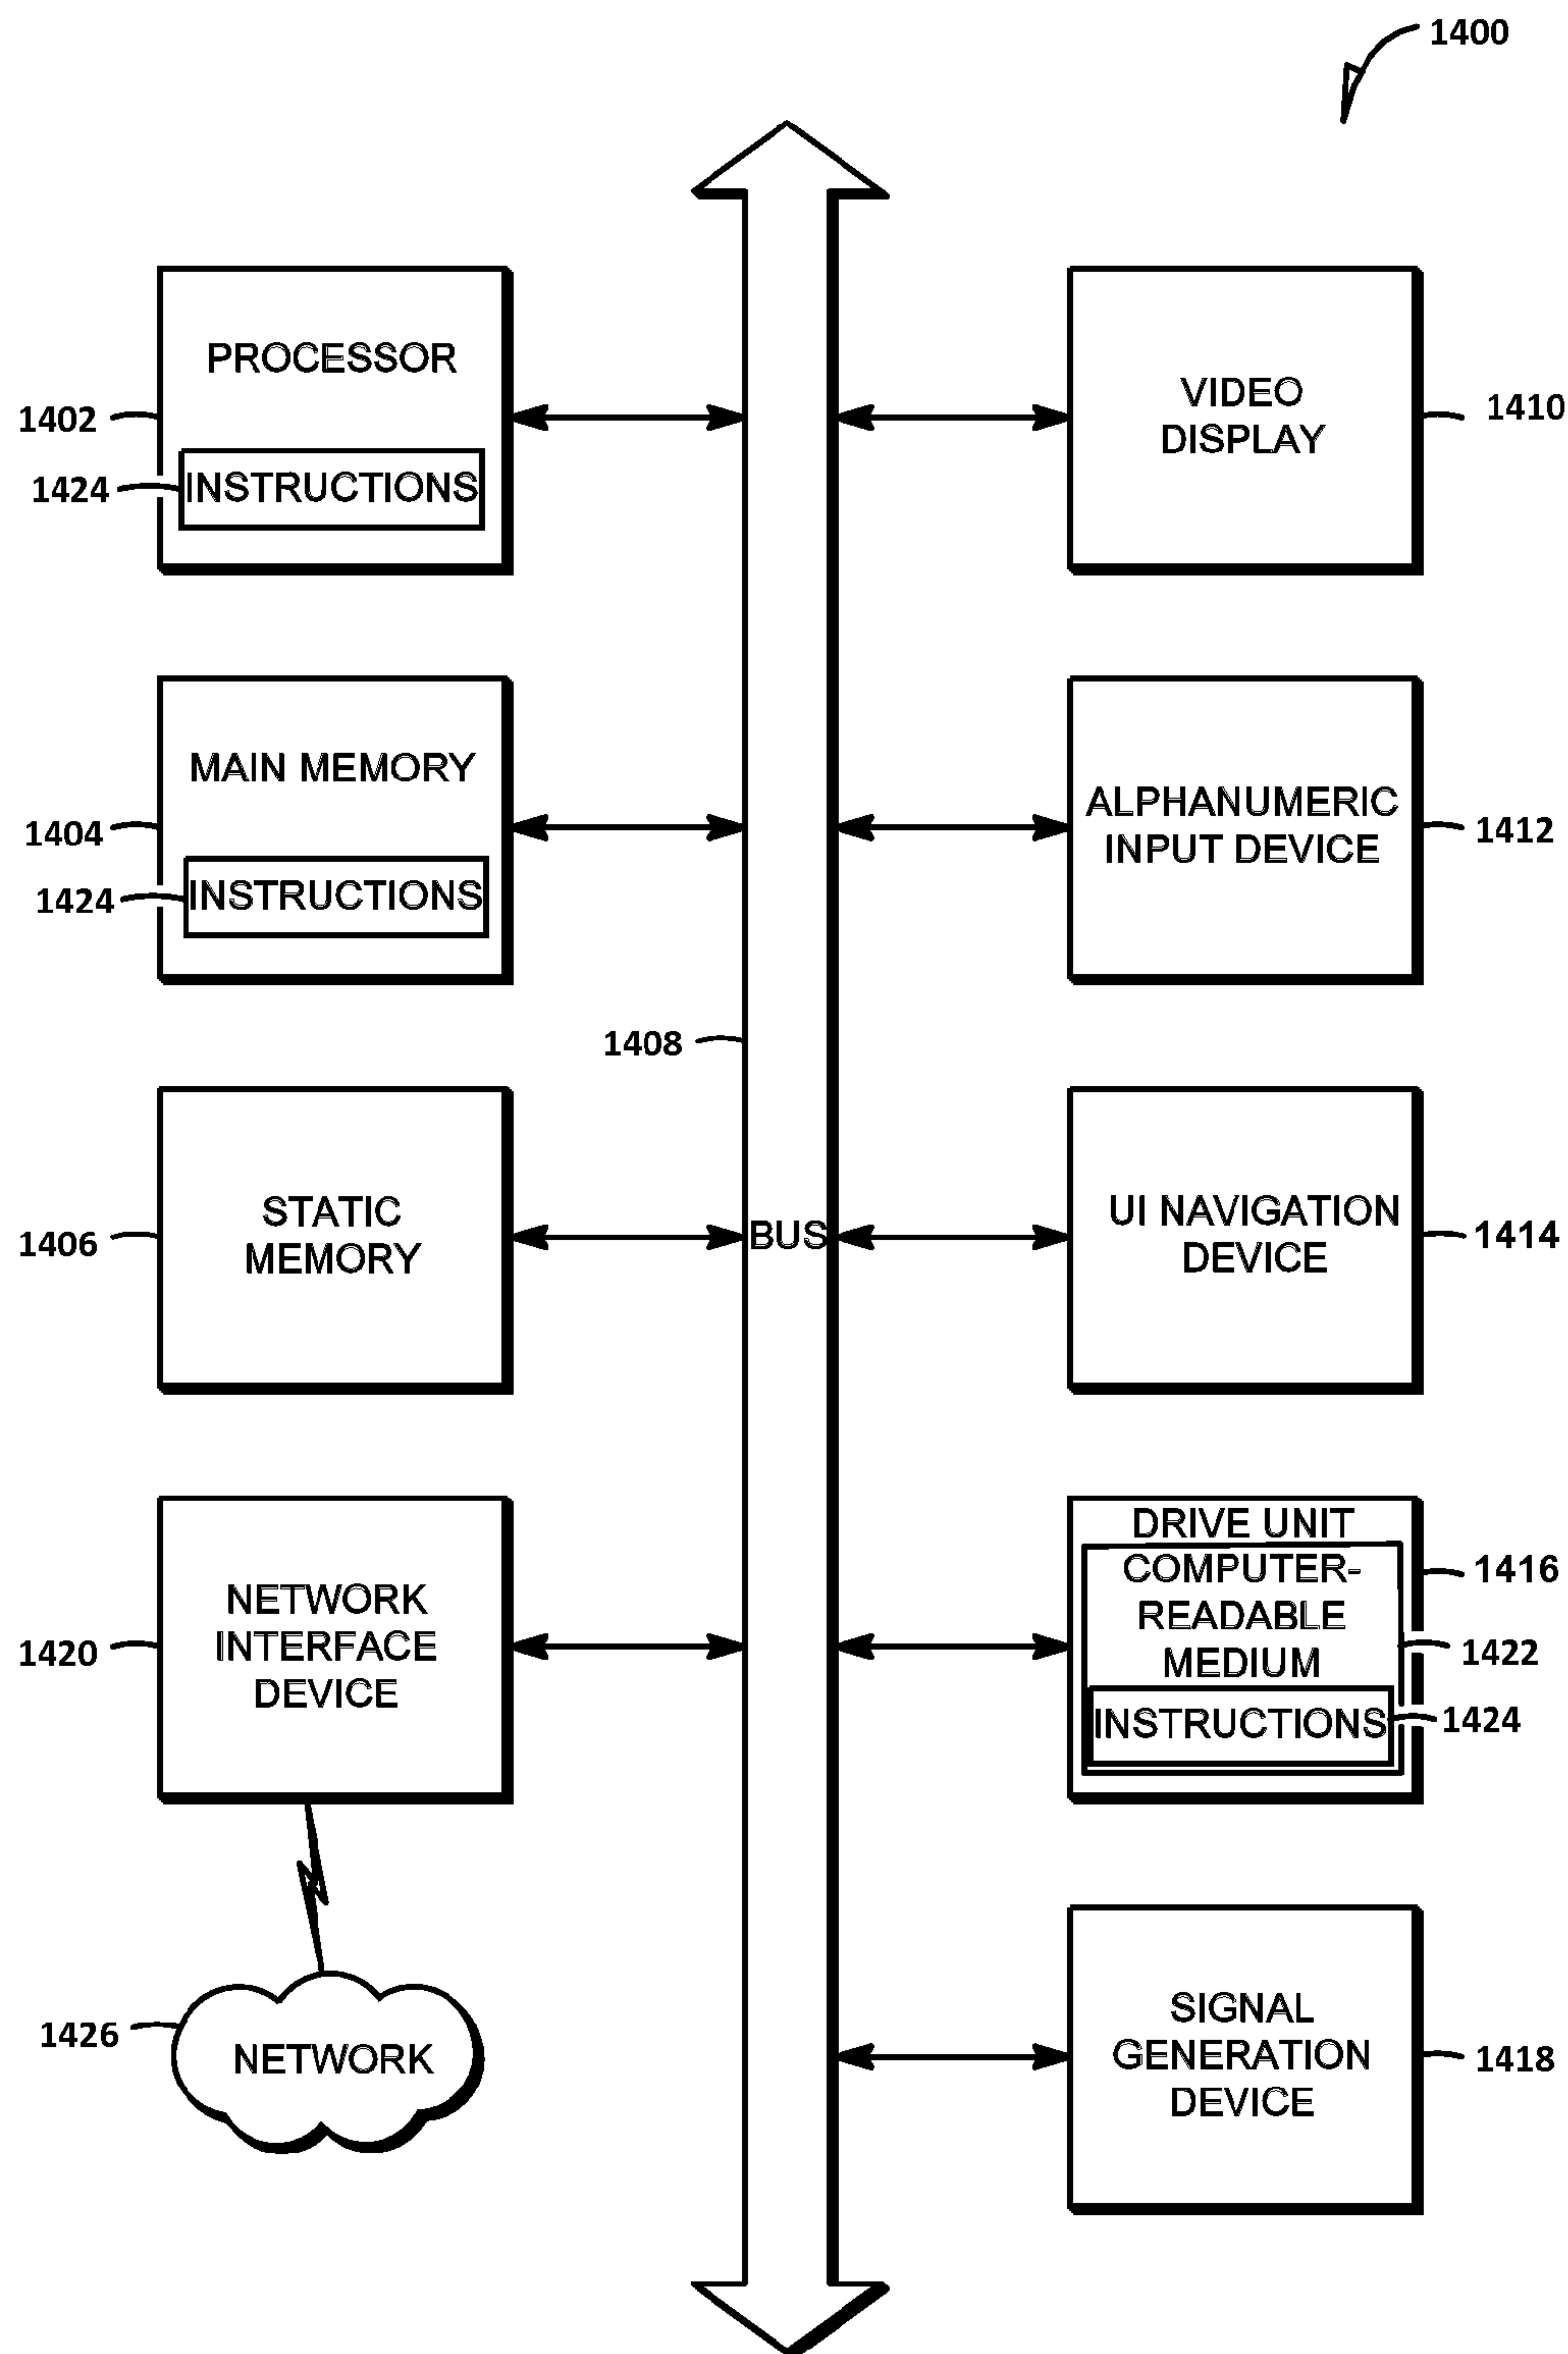 1400
PROCESSOR
1402
1424
INSTRUCTIONS
VIDEO
DISPLAY
1410
MAIN MEMORY
1404
1424
INSTRUCTIONS
ALPHANUMERIC
INPUT DEVICE
1412
1408
STATIC
MEMORY
1406
BUS
UI NAVIGATION
DEVICE
1414
NETWORK
INTERFACE
DEVICE
1420
DRIVE UNIT
COMPUTER-
READABLE
MEDIUM
1416
1422
INSTRUCTIONS
1424
1426
NETWORK
SIGNAL
GENERATION
DEVICE
1418